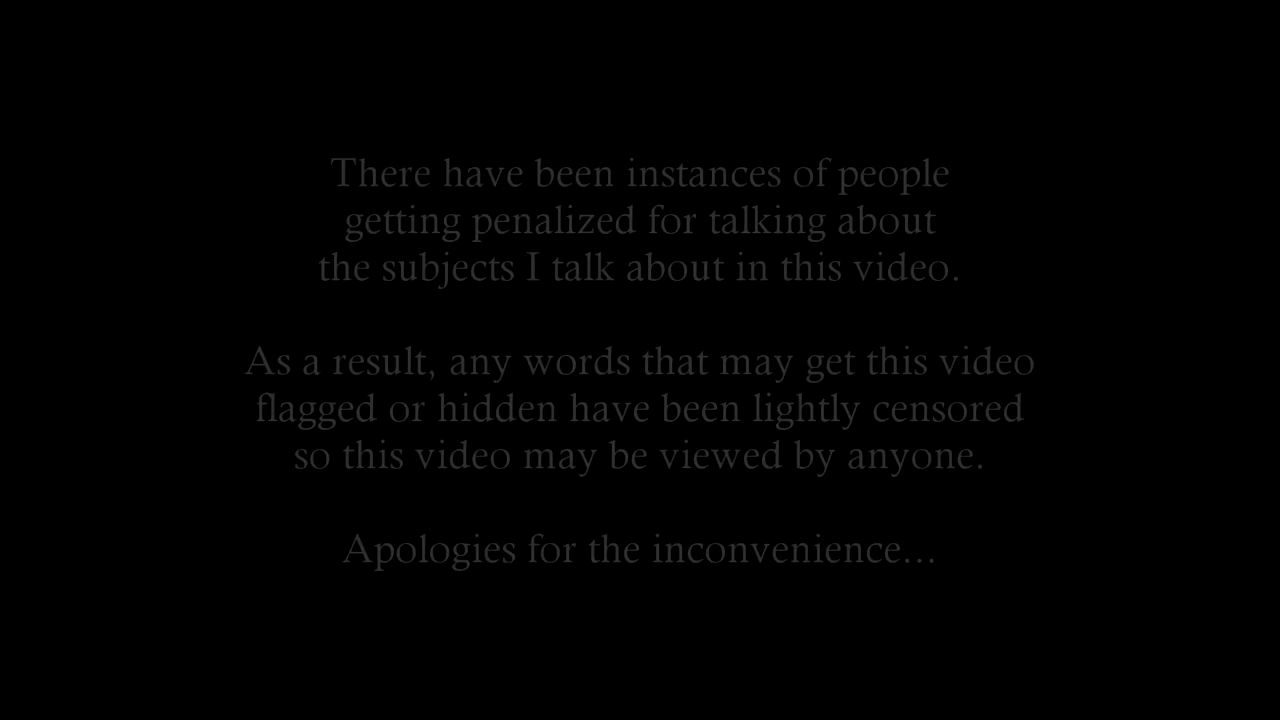 There have been instances of people
getting penalized for talking about
the subjects I talk about in this video.
As a result, any words that may get this video
flagged or hidden have been lightly censored
so this video may be viewed by anyone.
Apologies for the inconvenience...